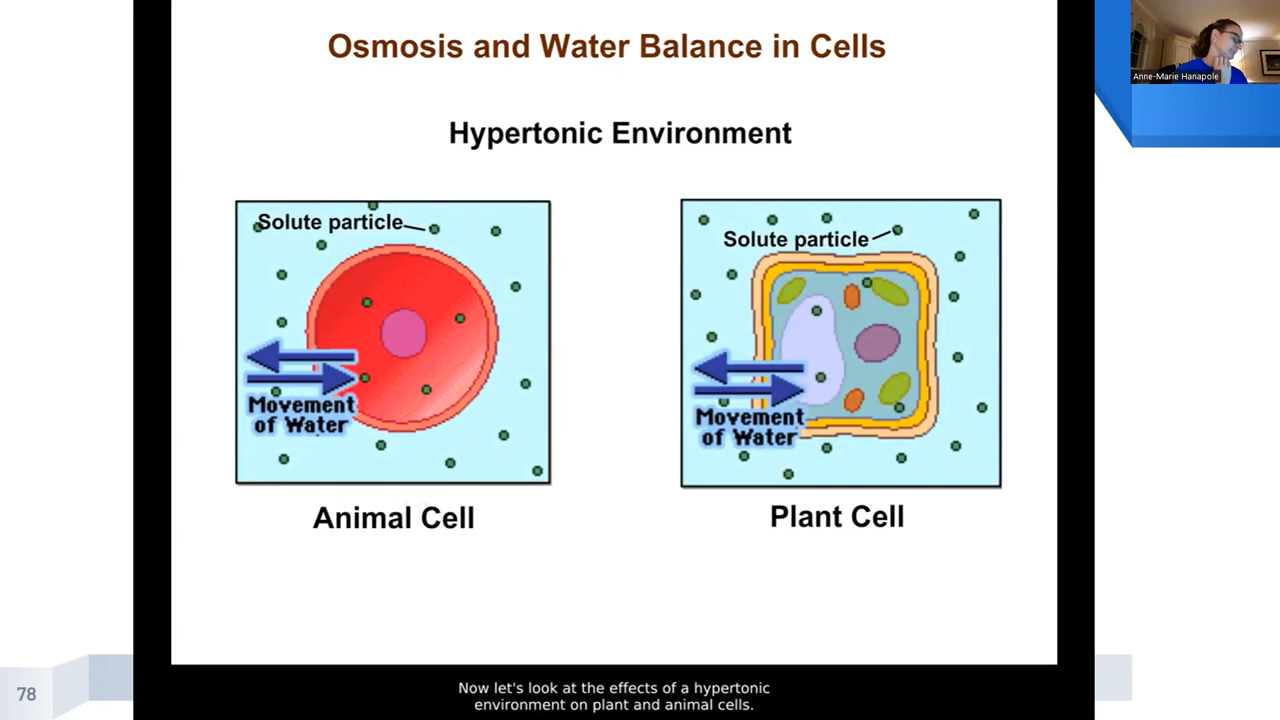 Osmosis and Water Balance in Cells
Anne-Marie Hanapole
Hypertonic Environment
Solute particle
Movement
of Water
Animal Cell
Solute particle
Movement
of Water
Plant Cell
78
Now let's look at the effects of a hypertonic
environment on plant and animal cells.